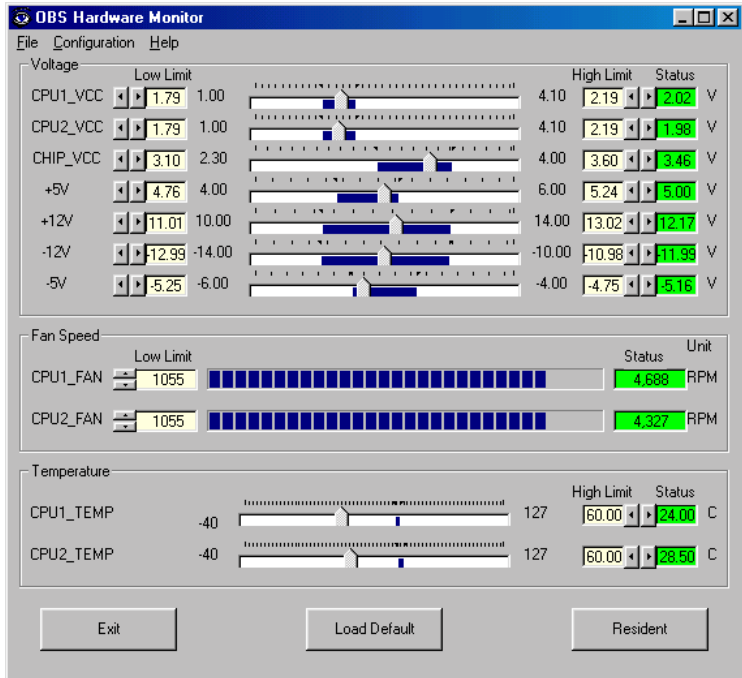 OBS Hardware Monitor
File Configuration Help
Voltage
Low Limit High Limit Status
CPU1_VCC 1.79 1.00 4.10 2.19 2.02 V
CPU2_VCC 1.79 1.00 4.10 2.19 1.98 V
CHIP_VCC 3.10 2.30 4.00 3.60 3.46 V
+5V 4.76 4.00 6.00 5.24 5.00 V
+12V 11.01 10.00 14.00 13.02 12.17 V
-12V -12.99 -14.00 -10.00 -10.98 -11.99 V
-5V -5.25 -6.00 -4.00 -4.75 -5.16 V
Fan Speed
Low Limit Status Unit
CPU1_FAN 1055 4,688 RPM
CPU2_FAN 1055 4,327 RPM
Temperature
High Limit Status
CPU1_TEMP -40 127 60.00 24.00 C
CPU2_TEMP -40 127 60.00 28.50 C
Exit Load Default Resident